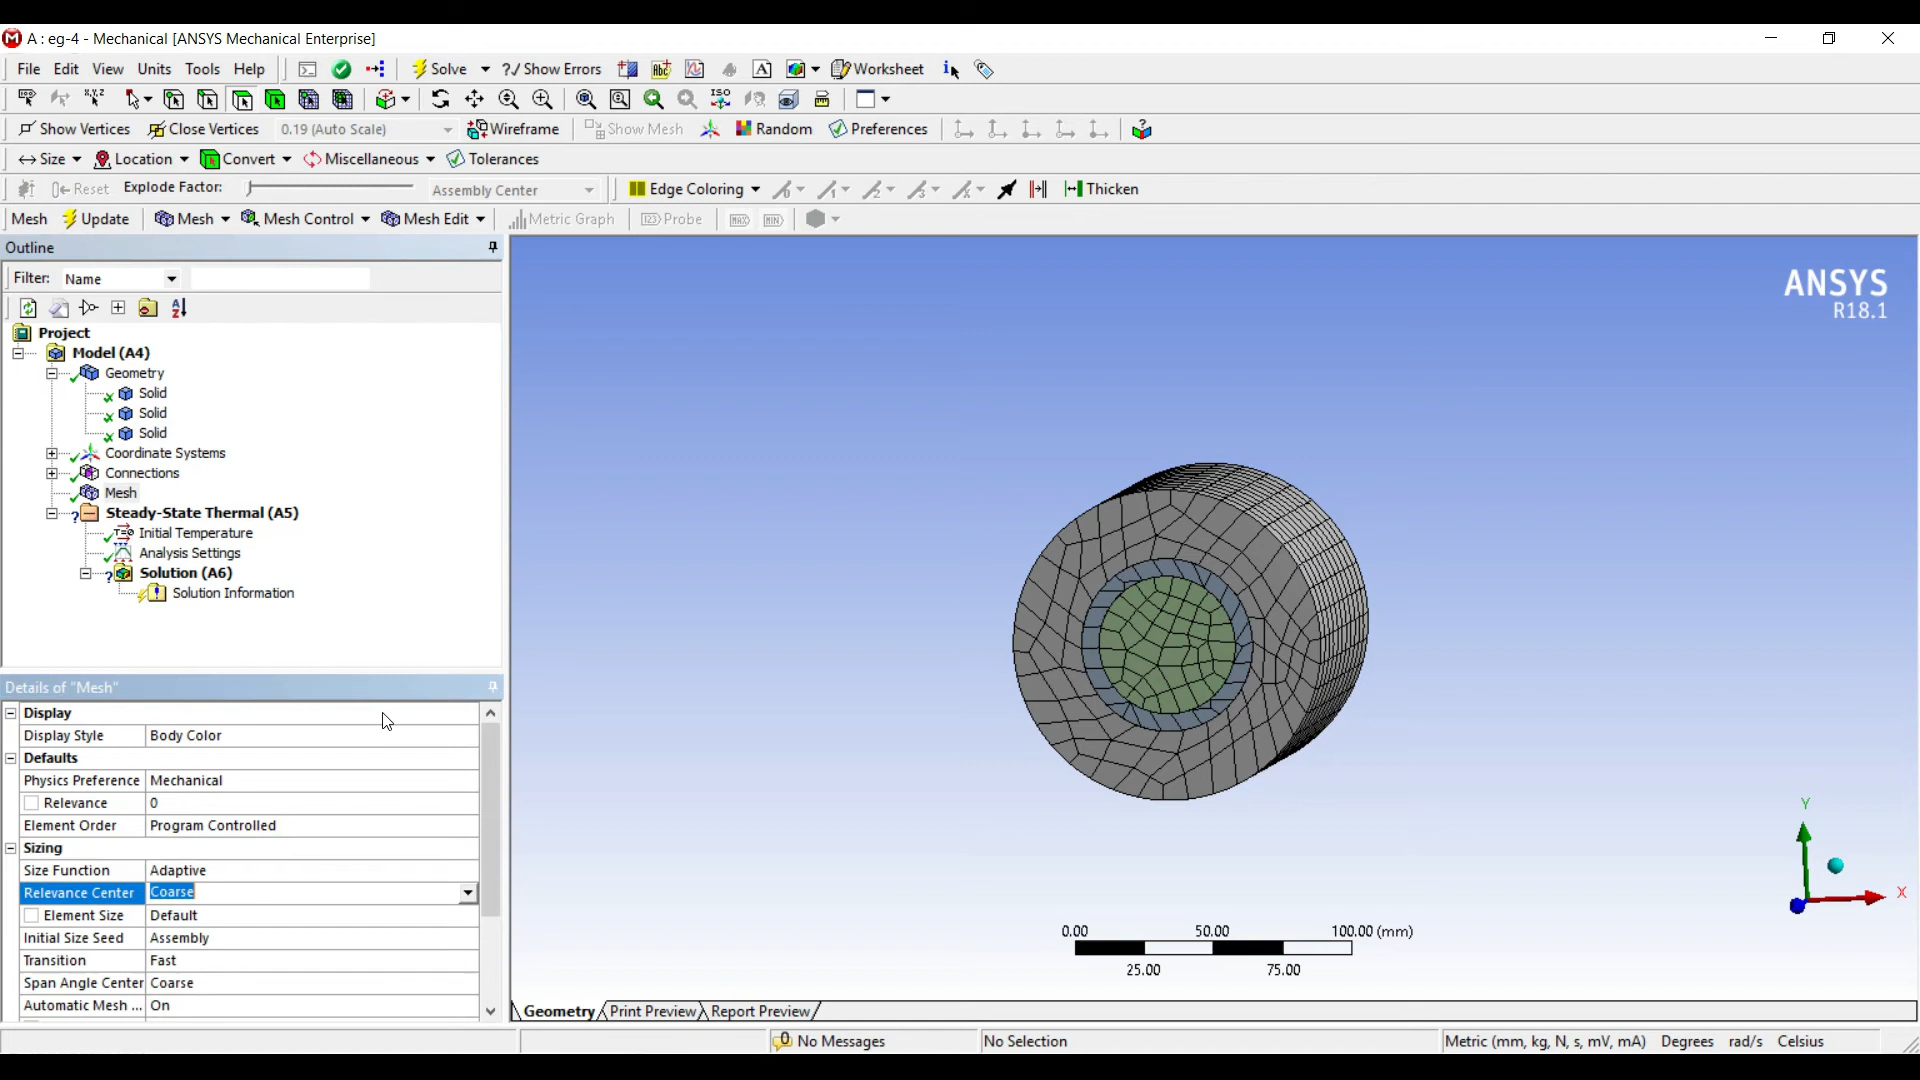 A : eg-4 - Mechanical [ANSYS Mechanical Enterprise]
File Edit View Units Tools Help Solve ?/ Show Errors Worksheet
Show Vertices Close Vertices 0.19 (Auto Scale) Wireframe Show Mesh Random Preferences
Size Location Convert Miscellaneous Tolerances
Reset Explode Factor: Assembly Center Edge Coloring Thicken
Mesh Update Mesh Mesh Control Mesh Edit Metric Graph Probe MAX MIN
Outline
Filter: Name
Project
Model (A4)
Geometry
Solid
Solid
Solid
Coordinate Systems
Connections
Mesh
Steady-State Thermal (A5)
Initial Temperature
Analysis Settings
Solution (A6)
Solution Information
Details of "Mesh"
Display
Display Style Body Color
Defaults
Physics Preference Mechanical
Relevance 0
Element Order Program Controlled
Sizing
Size Function Adaptive
Relevance Center Coarse
Element Size Default
Initial Size Seed Assembly
Transition Fast
Span Angle Center Coarse
Automatic Mesh ... On
ANSYS
R18.1
Y
X
0.00 50.00 100.00 (mm)
25.00 75.00
Geometry Print Preview Report Preview
0 No Messages No Selection Metric (mm, kg, N, s, mV, mA) Degrees rad/s Celsius